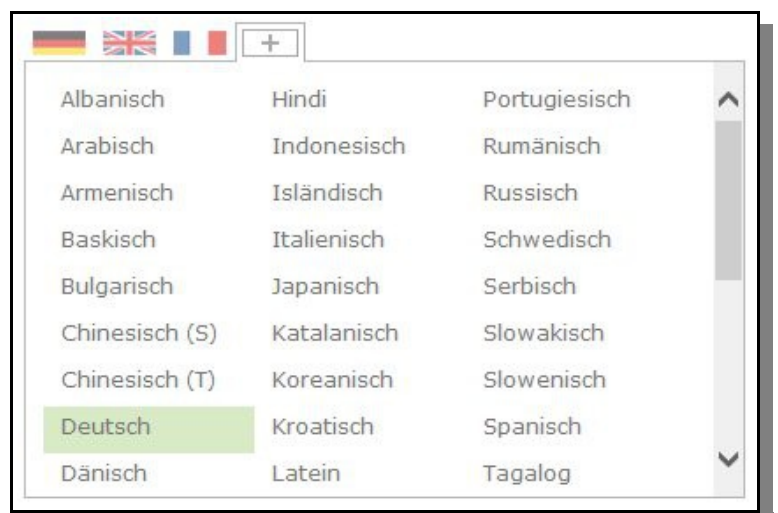 +
Albanisch Hindi Portugiesisch
Arabisch Indonesisch Rumänisch
Armenisch Isländisch Russisch
Baskisch Italienisch Schwedisch
Bulgarisch Japanisch Serbisch
Chinesisch (S) Katalanisch Slowakisch
Chinesisch (T) Koreanisch Slowenisch
Deutsch Kroatisch Spanisch
Dänisch Latein Tagalog